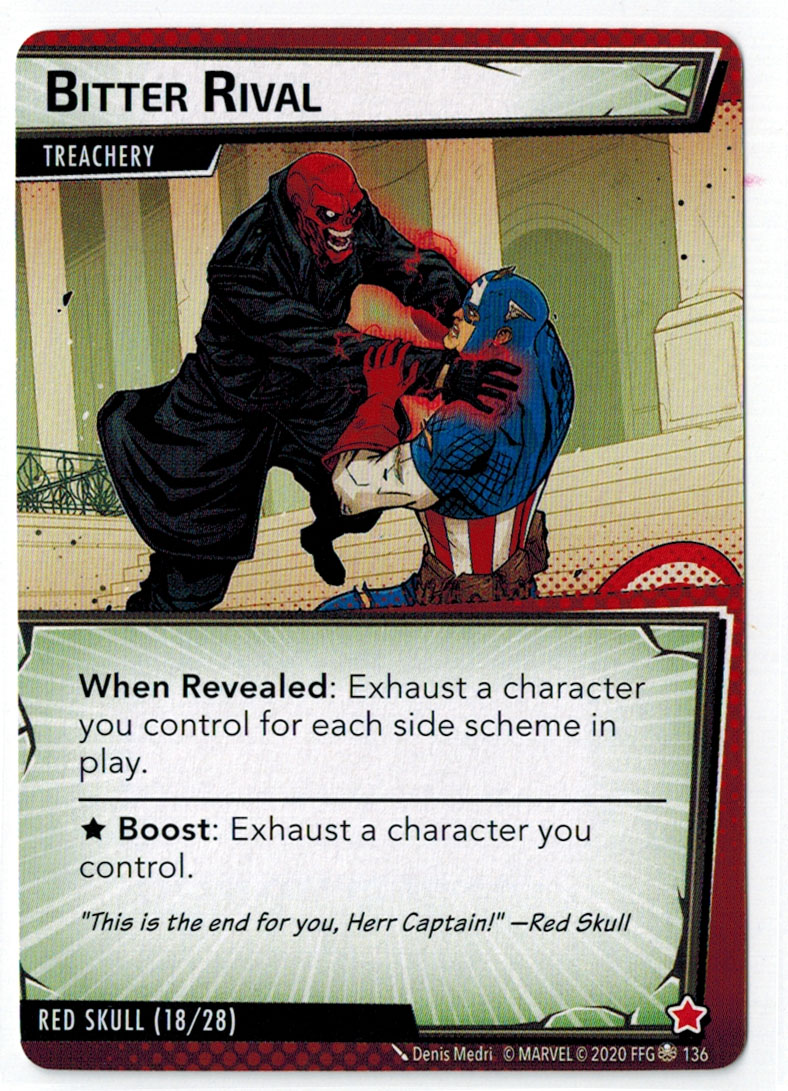 BITTER RIVAL
TREACHERY
When Revealed: Exhaust a character
you control for each side scheme in
play.
★ Boost: Exhaust a character you
control.
"This is the end for you, Herr Captain!" —Red Skull
RED SKULL (18/28)
Denis Medri © MARVEL © 2020 FFG 136